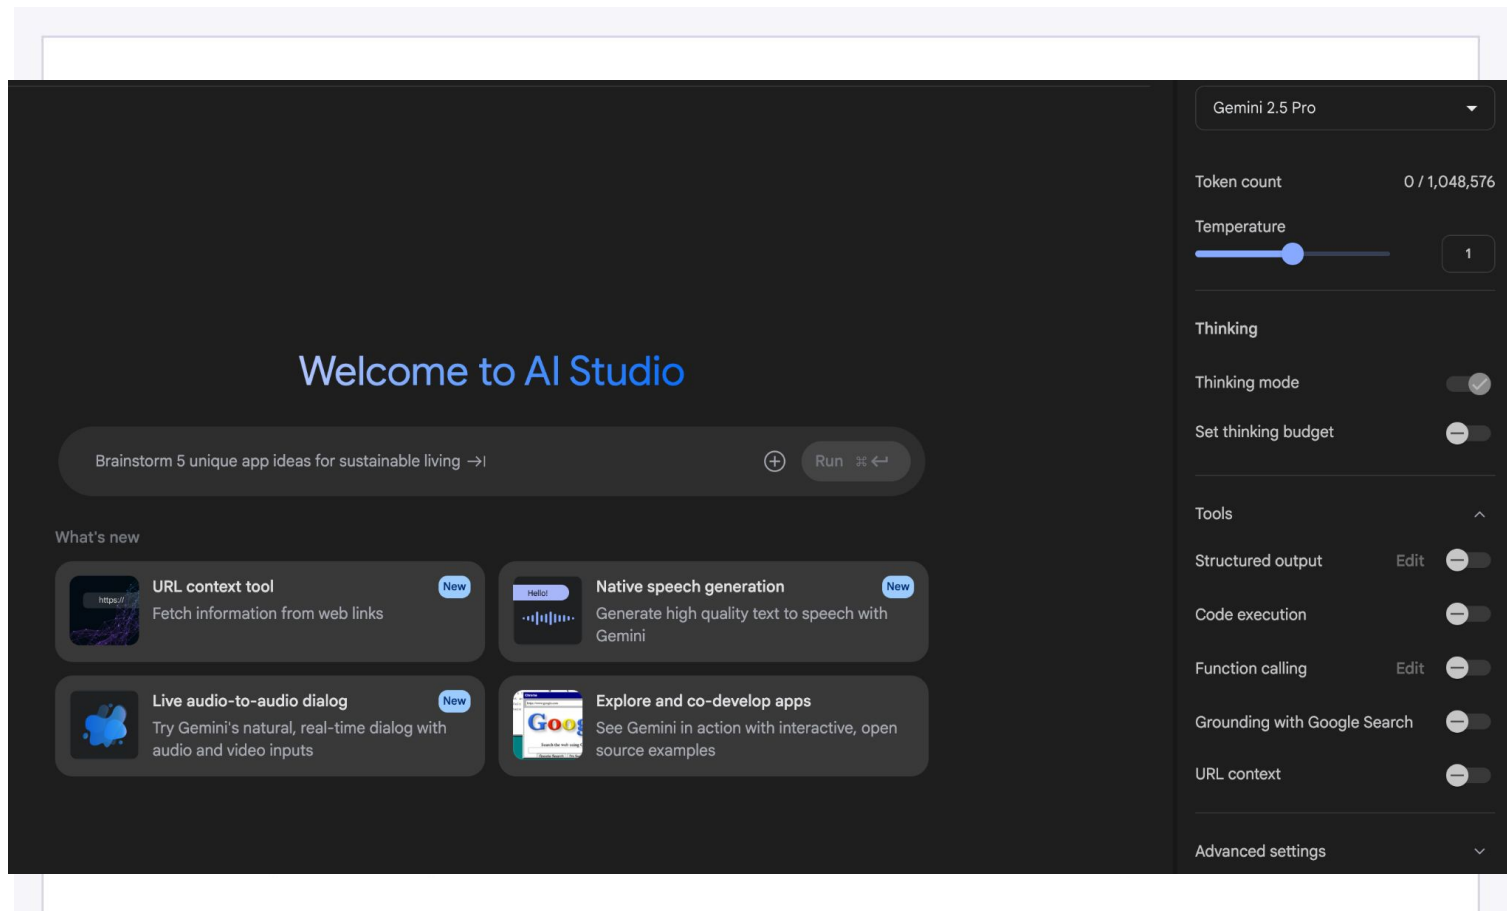 Gemini 2.5 Pro
Token count 0 / 1,048,576
Temperature
1
Thinking
Thinking mode
Set thinking budget
Tools
Structured output Edit
Code execution
Function calling Edit
Grounding with Google Search
URL context
Advanced settings
Welcome to AI Studio
Brainstorm 5 unique app ideas for sustainable living →|
Run ⌘ ↵
What's new
https://
URL context tool New
Fetch information from web links
Hello!
Native speech generation New
Generate high quality text to speech with
Gemini
Live audio-to-audio dialog New
Try Gemini's natural, real-time dialog with
audio and video inputs
Goog
Explore and co-develop apps
See Gemini in action with interactive, open
source examples